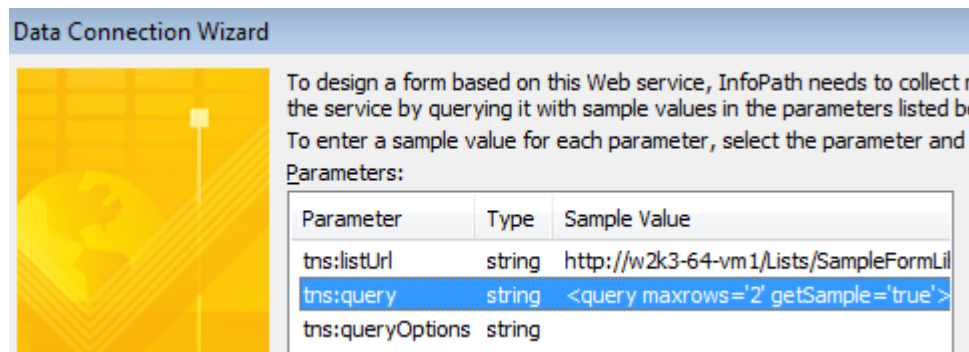 Data Connection Wizard
To design a form based on this Web service, InfoPath needs to collect
the service by querying it with sample values in the parameters listed
To enter a sample value for each parameter, select the parameter and
Parameters:
Parameter Type Sample Value
tns:listUrl string http://w2k3-64-vm1/Lists/SampleFormLi
tns:query string <query maxrows='2' getSample='true'>
tns:queryOptions string